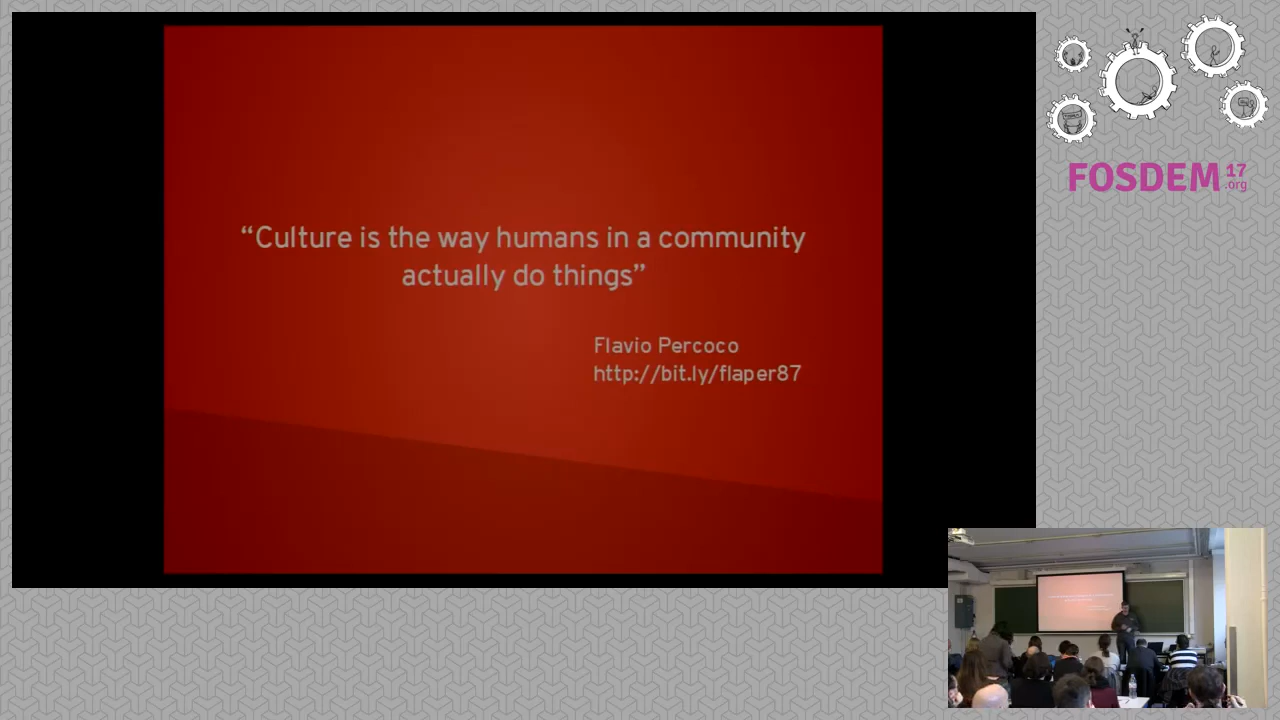 “Culture is the way humans in a community
actually do things”
Flavio Percoco
http://bit.ly/flaper87
FOSDEM 17
.org